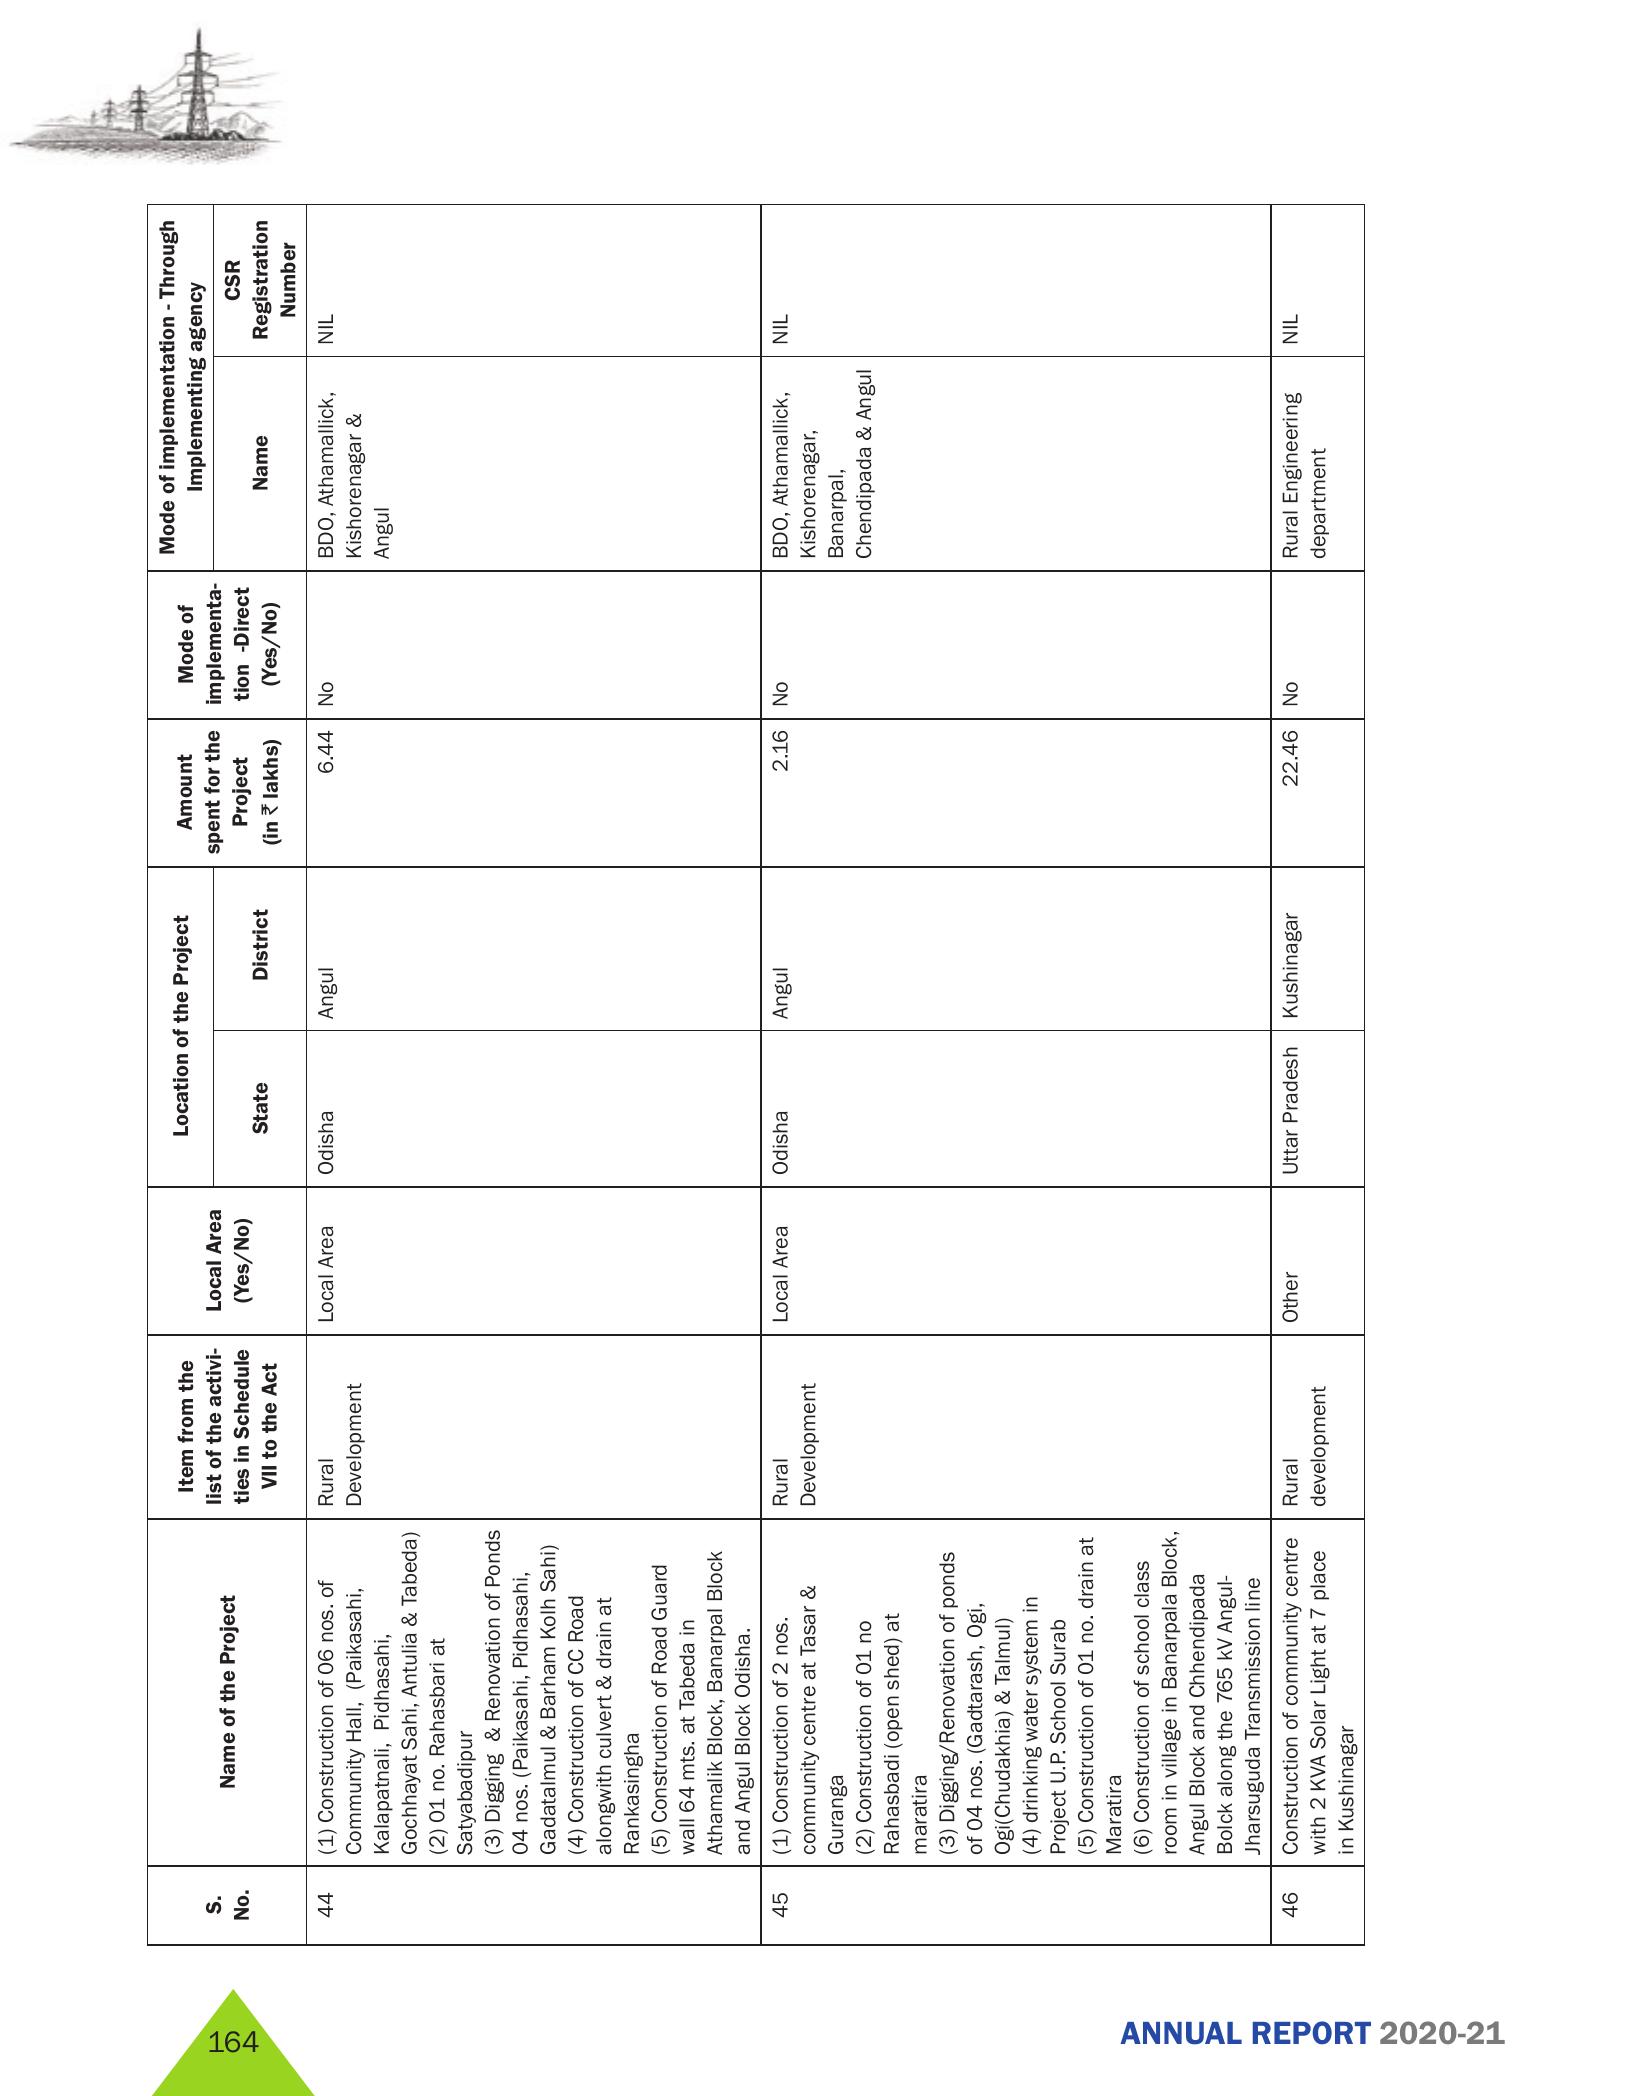 S.
No.
Name of the Project
Item from the
list of the activi-
ties in Schedule
VII to the Act
Local Area
(Yes/No)
Location of the Project
State
District
Amount
spent for the
Project
(in ₹ lakhs)
Mode of
implementa-
tion -Direct
(Yes/No)
Mode of implementation - Through
Implementing agency
Name
CSR
Registration
Number
44
(1) Construction of 06 nos. of
Community Hall, (Paikasahi,
Kalapatnali, Pidhasahi,
Gochhayat Sahi, Antulia & Tabeda)
(2) 01 no. Rahasbari at
Satyabadipur
(3) Digging & Renovation of Ponds
04 nos. (Paikasahi, Pidhasahi,
Gadatalmul & Barham Kolh Sahi)
(4) Construction of CC Road
alongwith culvert & drain at
Rankasingha
(5) Construction of Road Guard
wall 64 mts. at Tabeda in
Athamalik Block, Banarpal Block
and Angul Block Odisha.
Rural
Development
Local Area
Odisha
Angul
6.44
No
BDO, Athamallick,
Kishorenagar &
Angul
NIL
45
(1) Construction of 2 nos.
community centre at Tasar &
Guranga
(2) Construction of 01 no
Rahasbadi (open shed) at
maratira
(3) Digging/Renovation of ponds
of 04 nos. (Gadtarash, Ogi,
Ogi(Chudakhia) & Talmul)
(4) drinking water system in
Project U.P. School Surab
(5) Construction of 01 no. drain at
Maratira
(6) Construction of school class
room in village in Banarpala Block,
Angul Block and Chhendipada
Bolck along the 765 kV Angul-
Jharsuguda Transmission line
Rural
Development
Local Area
Odisha
Angul
2.16
No
BDO, Athamallick,
Kishorenagar,
Banarpal,
Chendipada & Angul
NIL
46
Construction of community centre
with 2 KVA Solar Light at 7 place
in Kushinagar
Rural
development
Other
Uttar Pradesh
Kushinagar
22.46
No
Rural Engineering
department
NIL
164
ANNUAL REPORT 2020-21